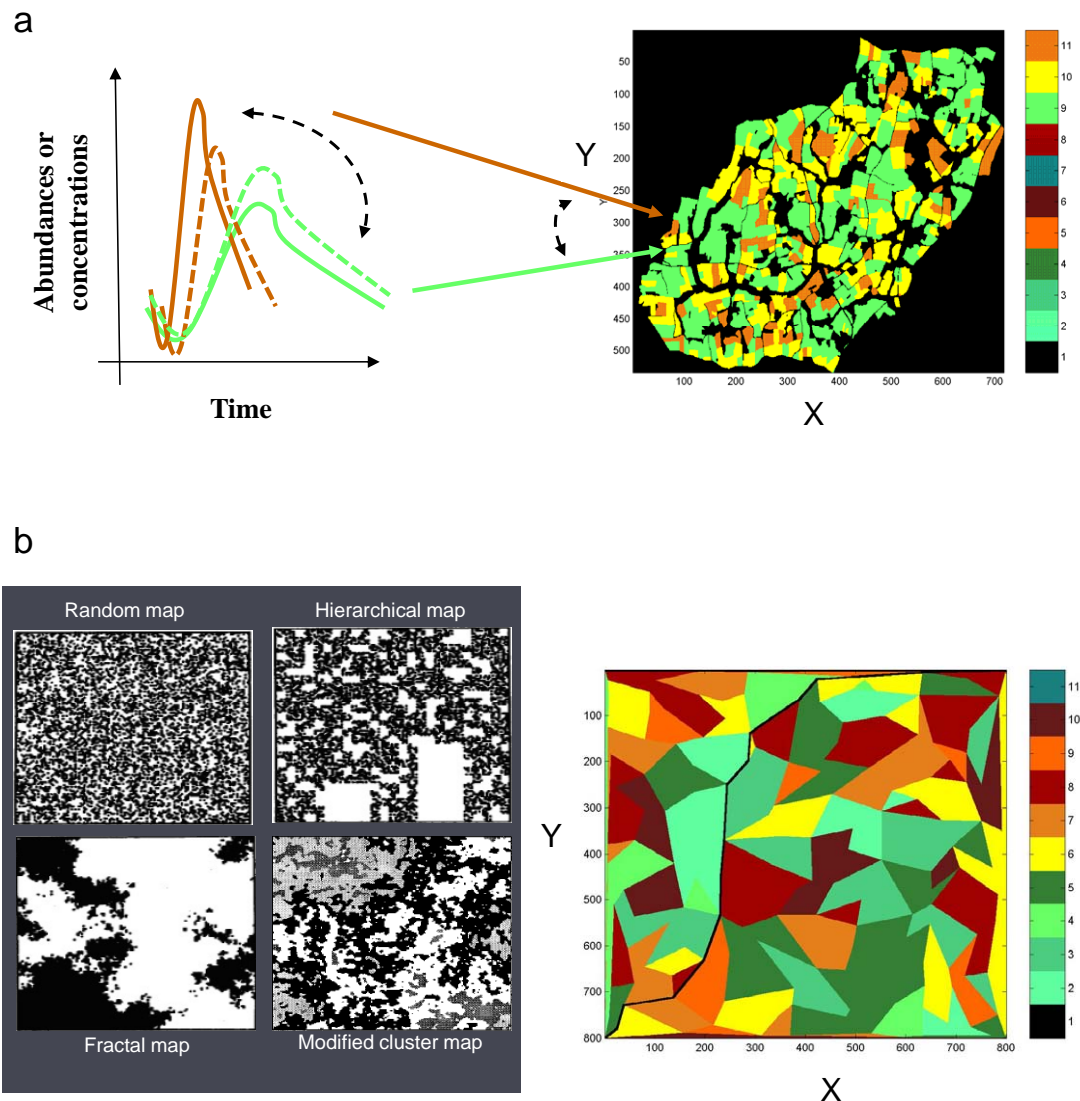 a
Abundances or
concentrations
Time
Y
50
100
150
200
250
300
350
400
450
500
100 200 300 400 500 600 700
X
11
10
9
8
7
6
5
4
3
2
1
b
Random map
Hierarchical map
Fractal map
Modified cluster map
Y
100
200
300
400
500
600
700
800
100 200 300 400 500 600 700 800
X
11
10
9
8
7
6
5
4
3
2
1